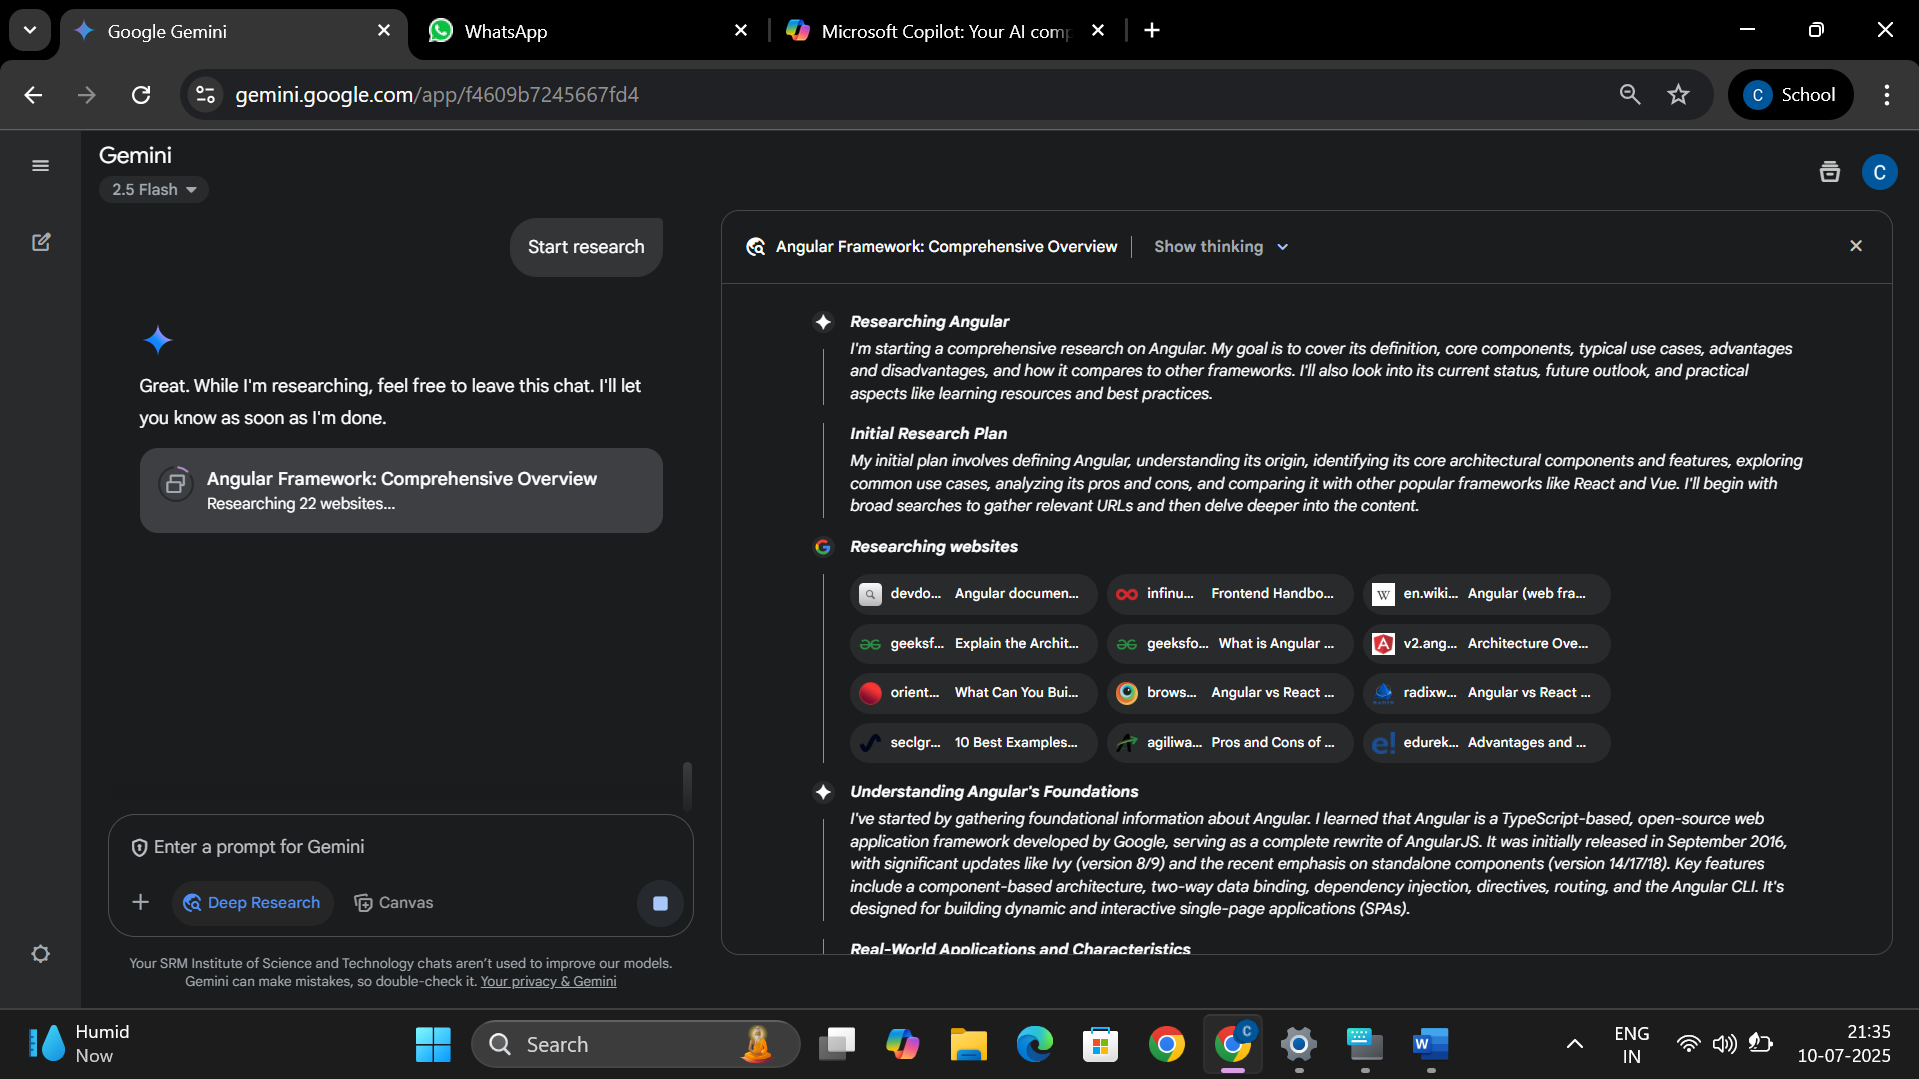 Google Gemini
WhatsApp
Microsoft Copilot: Your AI comp
gemini.google.com/app/f4609b7245667fd4
C School
Gemini
2.5 Flash
C
Start research
Great. While I'm researching, feel free to leave this chat. I'll let
you know as soon as I'm done.
Angular Framework: Comprehensive Overview
Researching 22 websites...
Enter a prompt for Gemini
Deep Research
Canvas
Your SRM Institute of Science and Technology chats aren't used to improve our models.
Gemini can make mistakes, so double-check it. Your privacy & Gemini
Angular Framework: Comprehensive Overview
Show thinking
Researching Angular
I'm starting a comprehensive research on Angular. My goal is to cover its definition, core components, typical use cases, advantages
and disadvantages, and how it compares to other frameworks. I'll also look into its current status, future outlook, and practical
aspects like learning resources and best practices.
Initial Research Plan
My initial plan involves defining Angular, understanding its origin, identifying its core architectural components and features, exploring
common use cases, analyzing its pros and cons, and comparing it with other popular frameworks like React and Vue. I'll begin with
broad searches to gather relevant URLs and then delve deeper into the content.
Researching websites
devdo... Angular documen...
infinu... Frontend Handbo...
W en.wiki... Angular (web fra...
geeksf... Explain the Archit...
geeksfo... What is Angular ...
A v2.ang... Architecture Ove...
orient... What Can You Bui...
brows... Angular vs React ...
radixw... Angular vs React ...
seclgr... 10 Best Examples...
agiliwa... Pros and Cons of ...
e! edurek... Advantages and ...
Understanding Angular's Foundations
I've started by gathering foundational information about Angular. I learned that Angular is a TypeScript-based, open-source web
application framework developed by Google, serving as a complete rewrite of AngularJS. It was initially released in September 2016,
with significant updates like Ivy (version 8/9) and the recent emphasis on standalone components (version 14/17/18). Key features
include a component-based architecture, two-way data binding, dependency injection, directives, routing, and the Angular CLI. It's
designed for building dynamic and interactive single-page applications (SPAs).
Real-World Applications and Characteristics
Humid
Now
Search
C
W
ENG
IN
21:35
10-07-2025